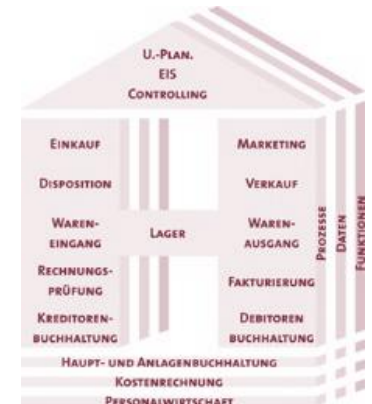 U.-PLAN.
EIS
CONTROLLING
EINKAUF
DISPOSITION
WAREN-
EINGANG
RECHNUNGS-
PRÜFUNG
KREDITOREN-
BUCHHALTUNG
LAGER
MARKETING
VERKAUF
WAREN-
AUSGANG
FAKTURIERUNG
DEBITOREN
BUCHHALTUNG
PROZESSE
DATEN
FUNKTIONEN
HAUPT- UND ANLAGENBUCHHALTUNG
KOSTENRECHNUNG
PERSONALWIRTSCHAFT